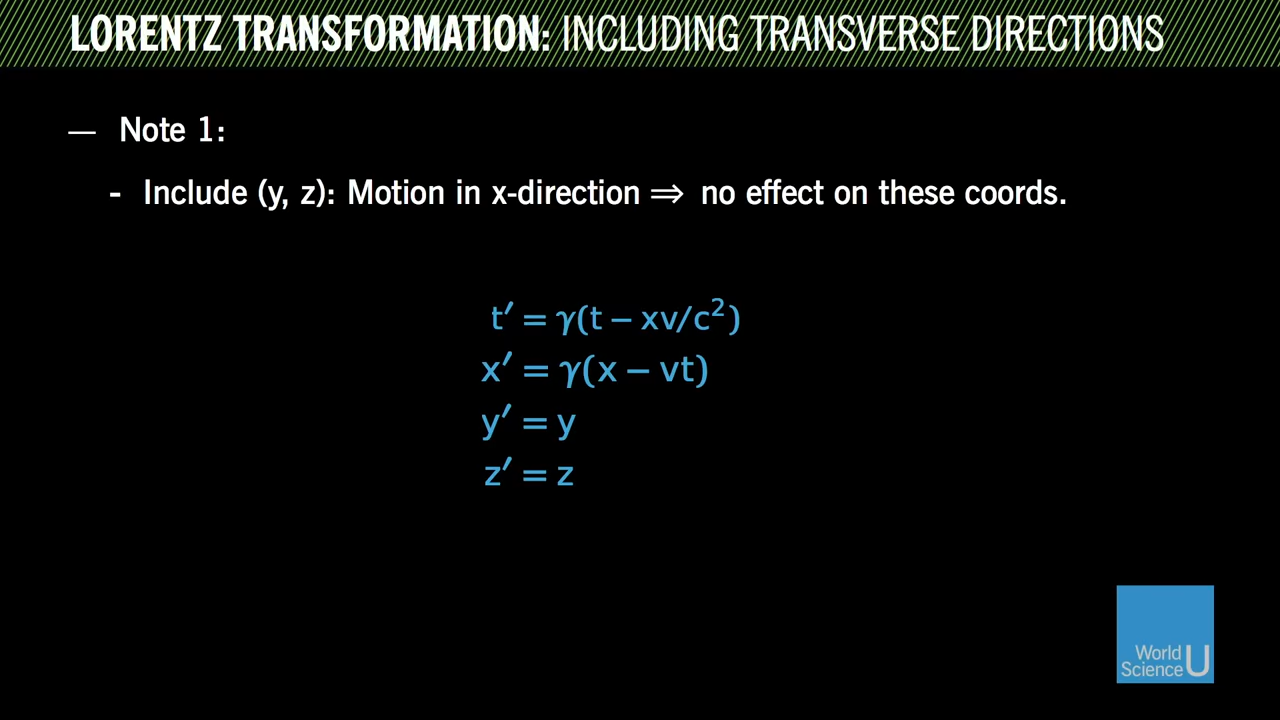 LORENTZ TRANSFORMATION: INCLUDING TRANSVERSE DIRECTIONS
— Note 1:
- Include (y, z): Motion in x-direction ⟹ no effect on these coords.
t′ = γ(t − xv/c²)
x′ = γ(x − vt)
y′ = y
z′ = z
World
Science U